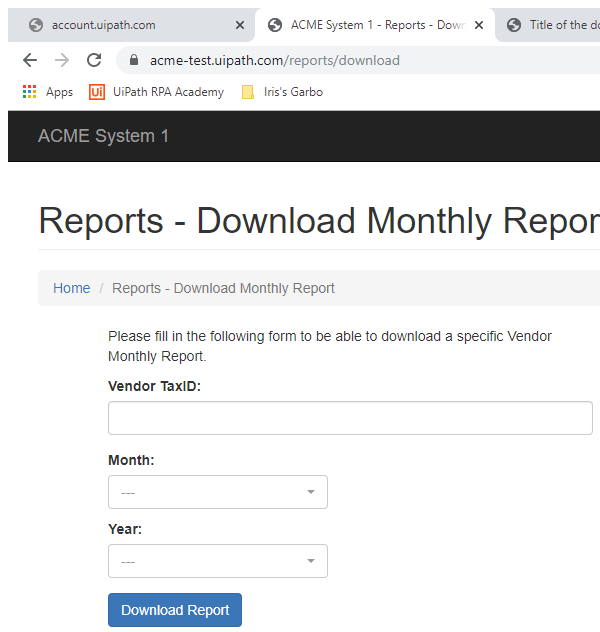 account.uipath.com
ACME System 1 - Reports - Dow
Title of the do
acme-test.uipath.com/reports/download
Apps
Ui
UiPath RPA Academy
Iris's Garbo
ACME System 1
Reports - Download Monthly Repor
Home / Reports - Download Monthly Report
Please fill in the following form to be able to download a specific Vendor
Monthly Report.
Vendor TaxID:
Month:
---
Year:
---
Download Report